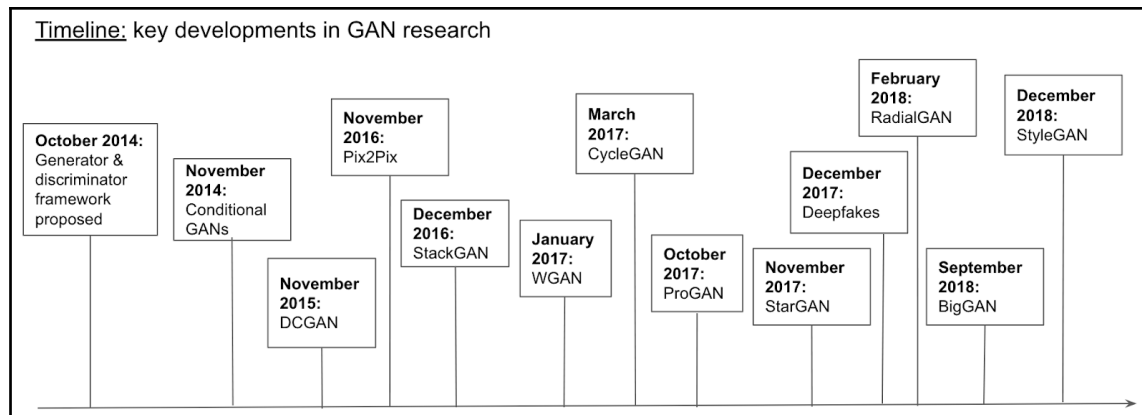 Timeline: key developments in GAN research
October 2014:
Generator &
discriminator
framework
proposed
November
2014:
Conditional
GANs
November
2015:
DCGAN
November
2016:
Pix2Pix
December
2016:
StackGAN
January
2017:
WGAN
March
2017:
CycleGAN
October
2017:
ProGAN
November
2017:
StarGAN
December
2017:
Deepfakes
February
2018:
RadialGAN
September
2018:
BigGAN
December
2018:
StyleGAN